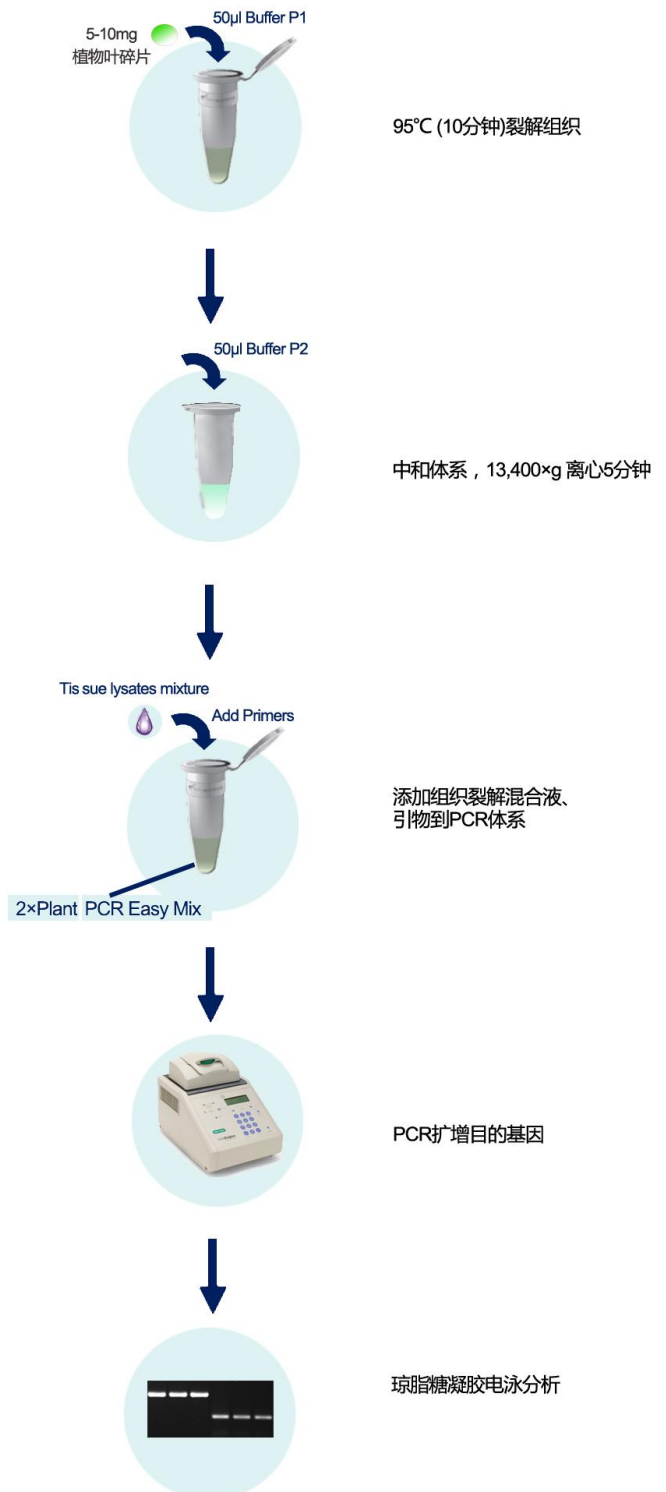 50µl Buffer P1
5-10mg
植物叶碎片
95℃ (10分钟)裂解组织
50µl Buffer P2
中和体系，13,400×g 离心5分钟
Tis sue lysates mixture
Add Primers
添加组织裂解混合液、
引物到PCR体系
2×Plant PCR Easy Mix
PCR扩增目的基因
琼脂糖凝胶电泳分析